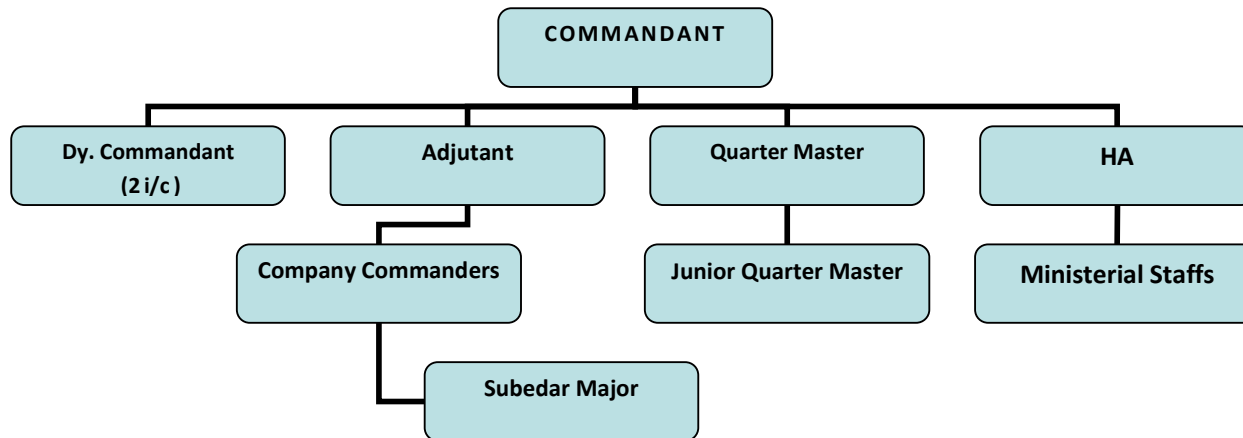 COMMANDANT
Dy. Commandant
(2 i/c )
Adjutant
Quarter Master
HA
Company Commanders
Junior Quarter Master
Ministerial Staffs
Subedar Major